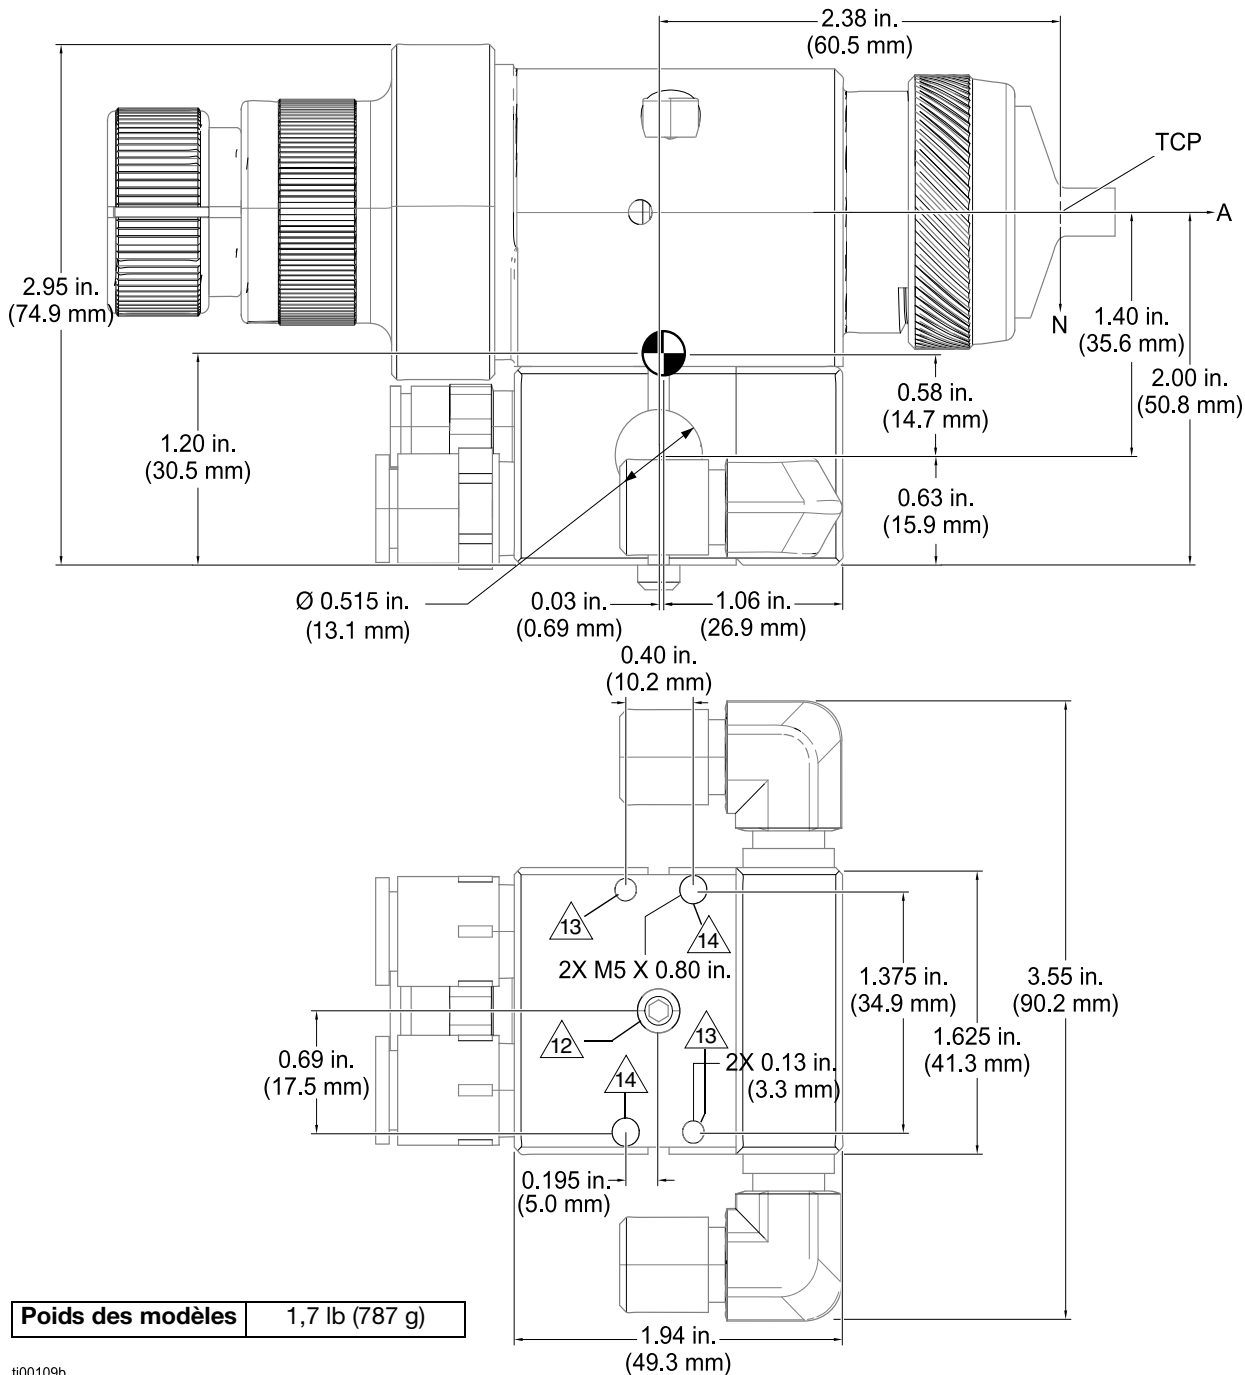 2.38 in.
(60.5 mm)
TCP
A
2.95 in.
(74.9 mm)
N
1.40 in.
(35.6 mm)
2.00 in.
(50.8 mm)
0.58 in.
(14.7 mm)
1.20 in.
(30.5 mm)
0.63 in.
(15.9 mm)
Ø 0.515 in.
(13.1 mm)
0.03 in.
(0.69 mm)
1.06 in.
(26.9 mm)
0.40 in.
(10.2 mm)
13
14
2X M5 X 0.80 in.
1.375 in.
(34.9 mm)
3.55 in.
(90.2 mm)
12
13
1.625 in.
(41.3 mm)
0.69 in.
(17.5 mm)
14
2X 0.13 in.
(3.3 mm)
0.195 in.
(5.0 mm)
Poids des modèles 1,7 lb (787 g)
1.94 in.
(49.3 mm)
ti00109b